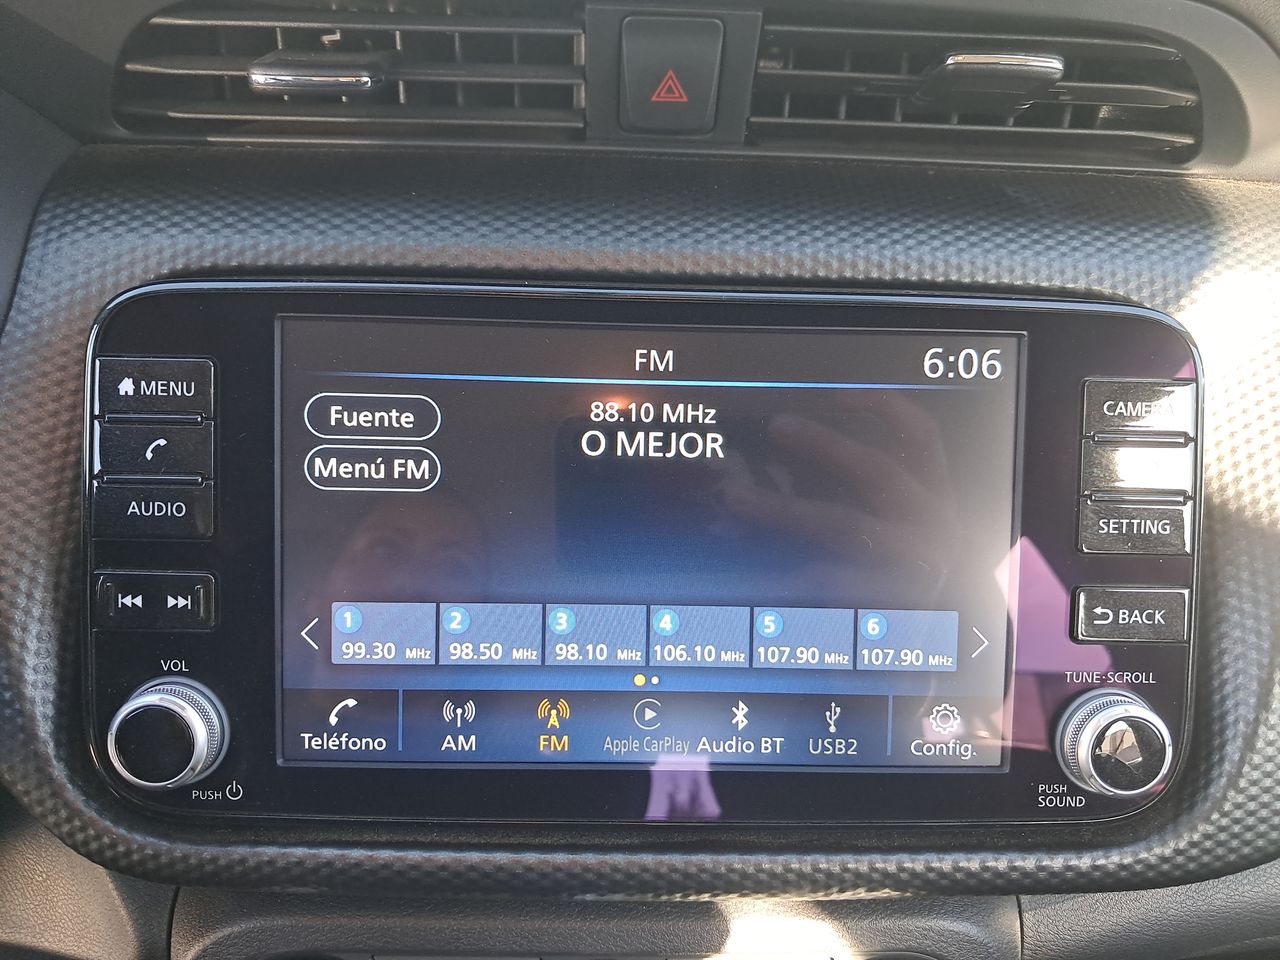 FM
6:06
MENU
AUDIO
VOL
PUSH
Fuente
Menú FM
88.10 MHz
O MEJOR
1
99.30 MHz
2
98.50 MHz
3
98.10 MHz
4
106.10 MHz
5
107.90 MHz
6
107.90 MHz
Teléfono
AM
FM
Apple CarPlay
Audio BT
USB2
Config.
CAMERA
SETTING
BACK
TUNE·SCROLL
PUSH
SOUND